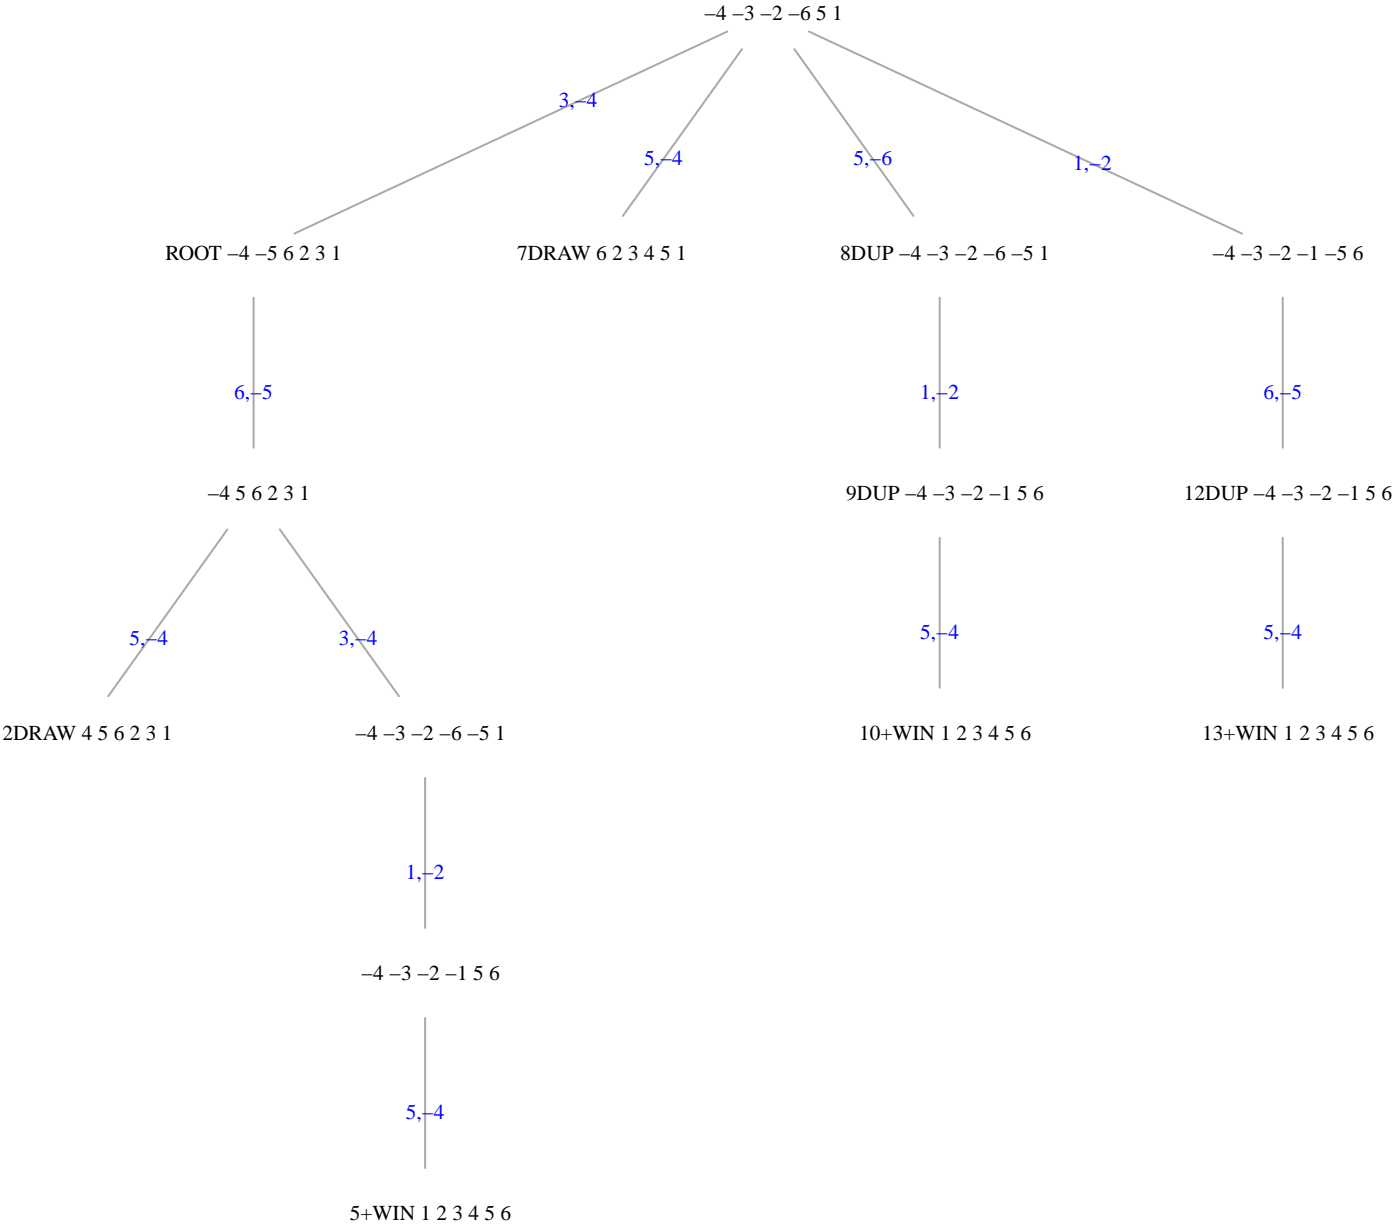 –4 –3 –2 –6 5 1
3,–4
5,–4
5,–6
1,–2
ROOT –4 –5 6 2 3 1
7DRAW 6 2 3 4 5 1
8DUP –4 –3 –2 –6 –5 1
–4 –3 –2 –1 –5 6
6,–5
1,–2
6,–5
–4 5 6 2 3 1
9DUP –4 –3 –2 –1 5 6
12DUP –4 –3 –2 –1 5 6
5,–4
3,–4
5,–4
5,–4
2DRAW 4 5 6 2 3 1
–4 –3 –2 –6 –5 1
10+WIN 1 2 3 4 5 6
13+WIN 1 2 3 4 5 6
1,–2
–4 –3 –2 –1 5 6
5,–4
5+WIN 1 2 3 4 5 6